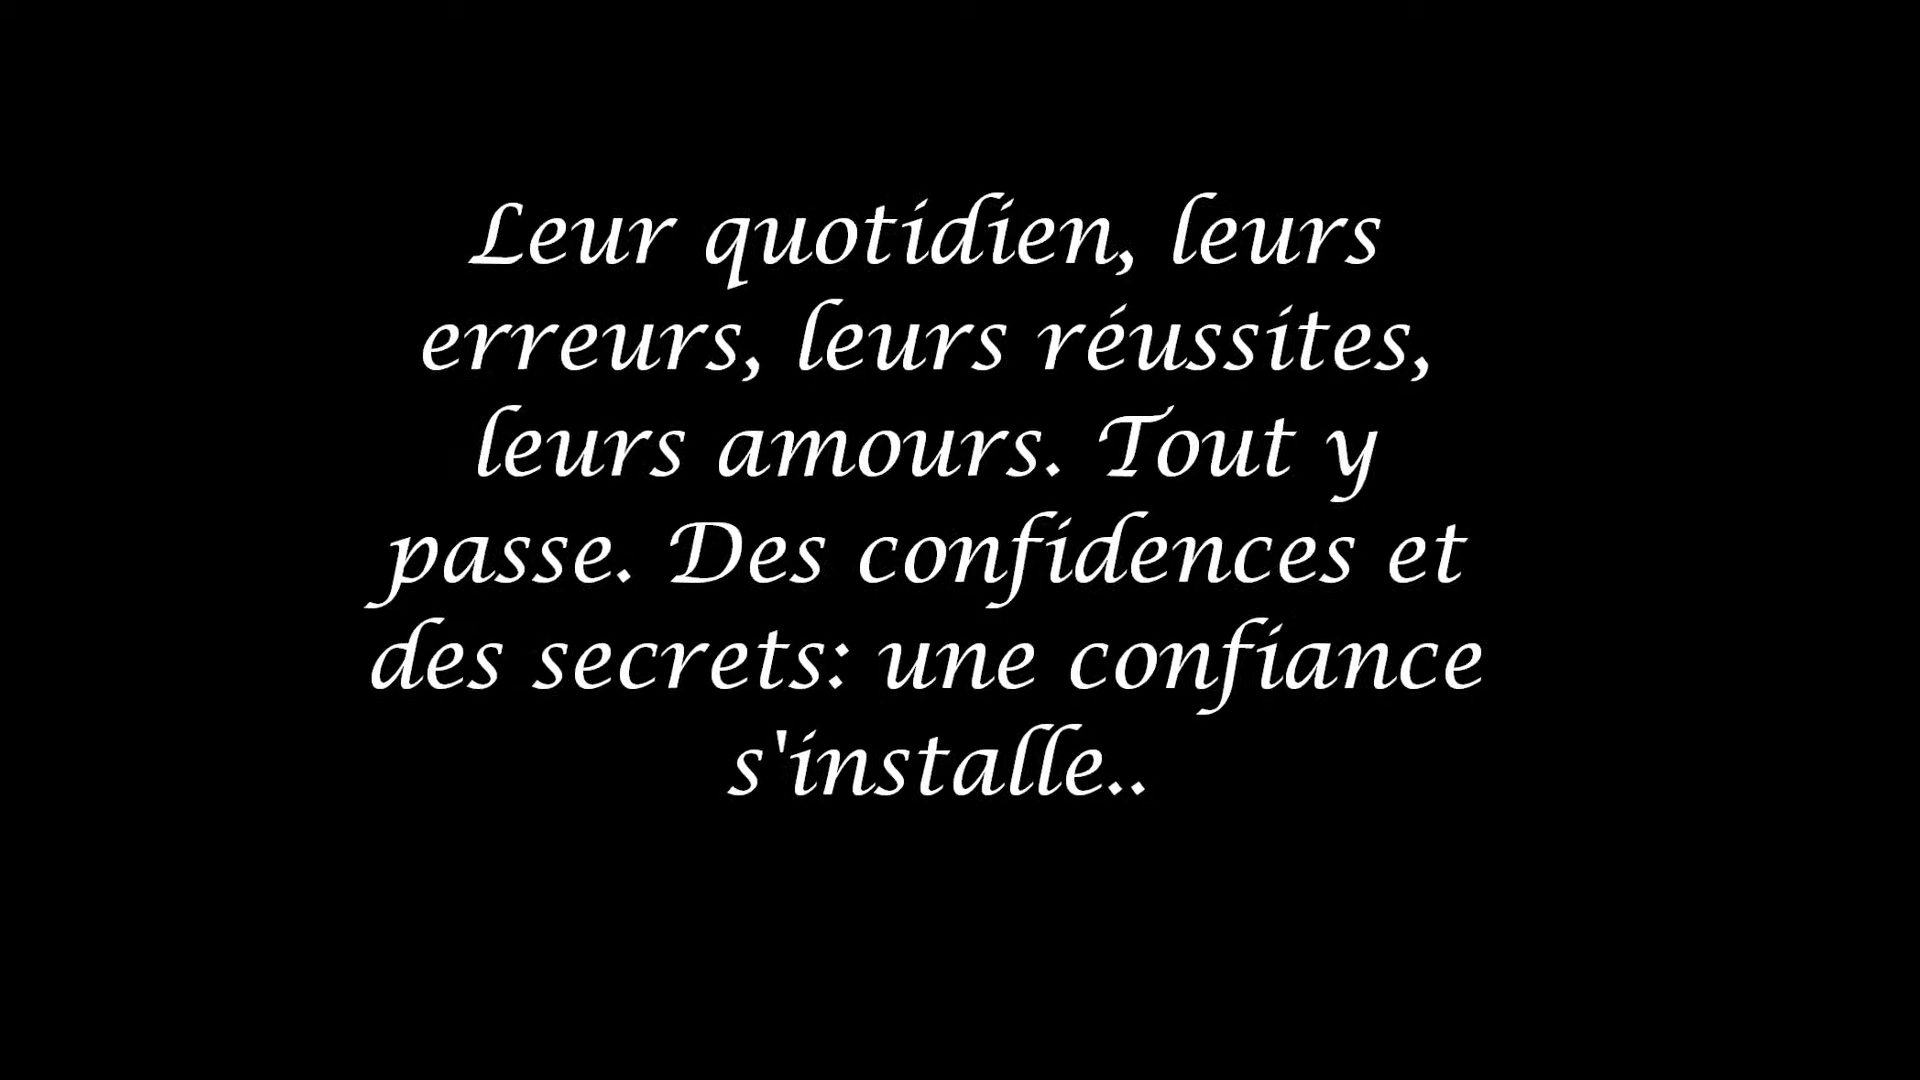 Leur quotidien, leurs
erreurs, leurs réussites,
leurs amours. Tout y
passe. Des confidences et
des secrets: une confiance
s'installe..